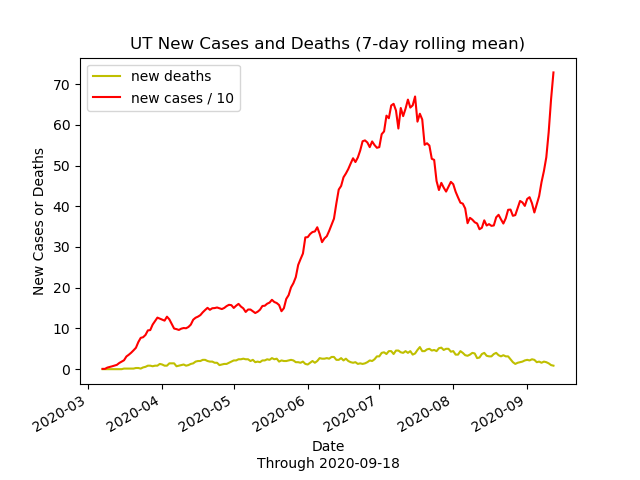 UT New Cases and Deaths (7-day rolling mean)
new deaths
new cases / 10
New Cases or Deaths
70
60
50
40
30
20
10
0
2020-03
2020-04
2020-05
2020-06
2020-07
2020-08
2020-09
Date
Through 2020-09-18